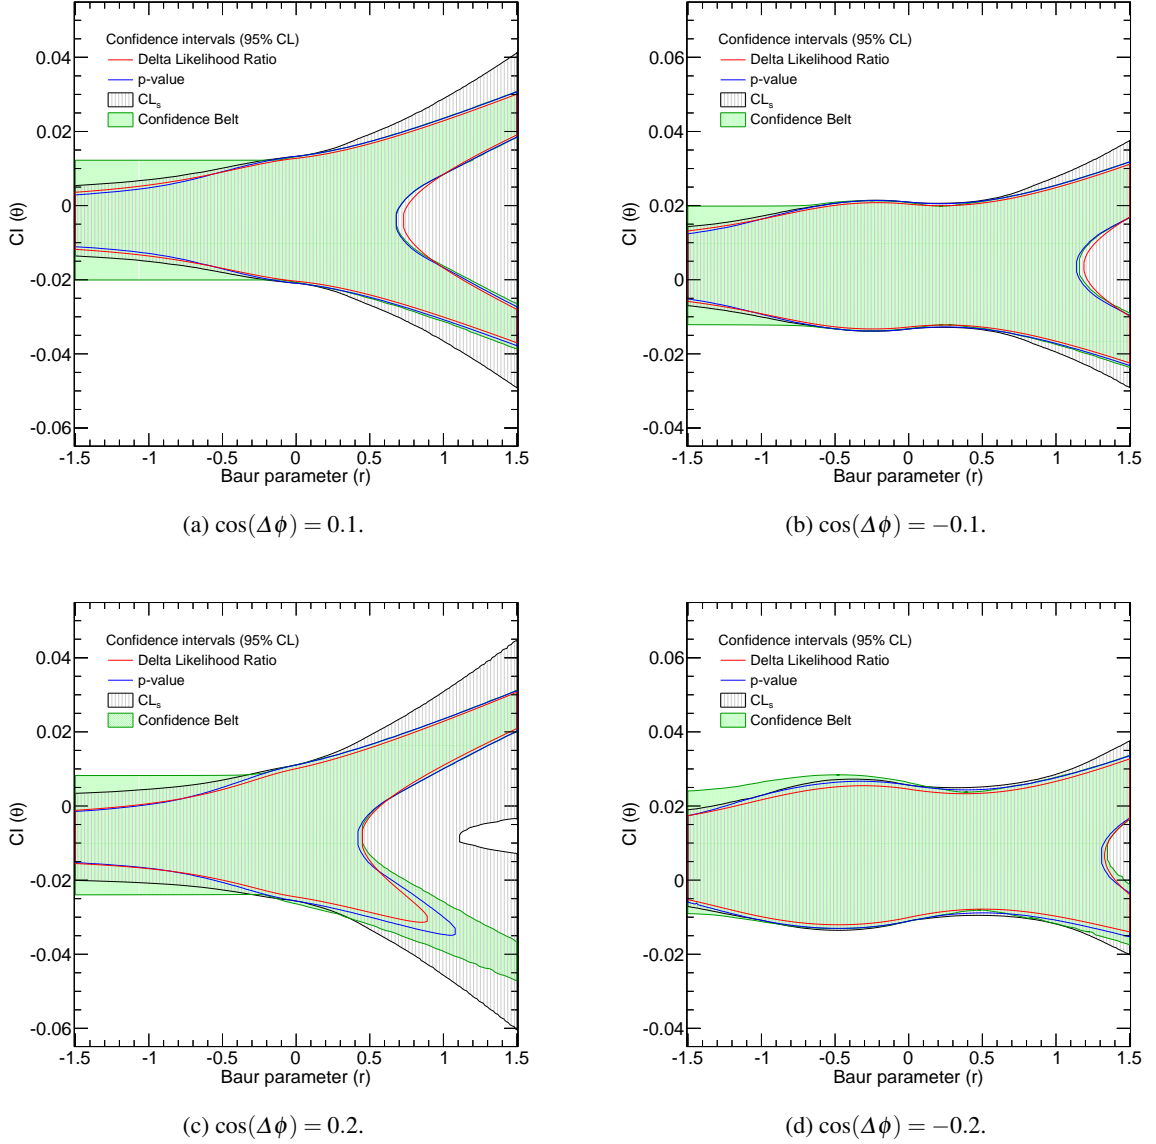 Confidence intervals (95% CL)
Delta Likelihood Ratio
p-value
CLs
Confidence Belt
CI (θ)
0.04
0.02
0
-0.02
-0.04
-0.06
-1.5 -1 -0.5 0 0.5 1 1.5
Baur parameter (r)
(a) cos(Δϕ) = 0.1.
Confidence intervals (95% CL)
Delta Likelihood Ratio
p-value
CLs
Confidence Belt
CI (θ)
0.06
0.04
0.02
0
-0.02
-0.04
-1.5 -1 -0.5 0 0.5 1 1.5
Baur parameter (r)
(b) cos(Δϕ) = −0.1.
Confidence intervals (95% CL)
Delta Likelihood Ratio
p-value
CLs
Confidence Belt
CI (θ)
0.04
0.02
0
-0.02
-0.04
-0.06
-1.5 -1 -0.5 0 0.5 1 1.5
Baur parameter (r)
(c) cos(Δϕ) = 0.2.
Confidence intervals (95% CL)
Delta Likelihood Ratio
p-value
CLs
Confidence Belt
CI (θ)
0.06
0.04
0.02
0
-0.02
-0.04
-1.5 -1 -0.5 0 0.5 1 1.5
Baur parameter (r)
(d) cos(Δϕ) = −0.2.